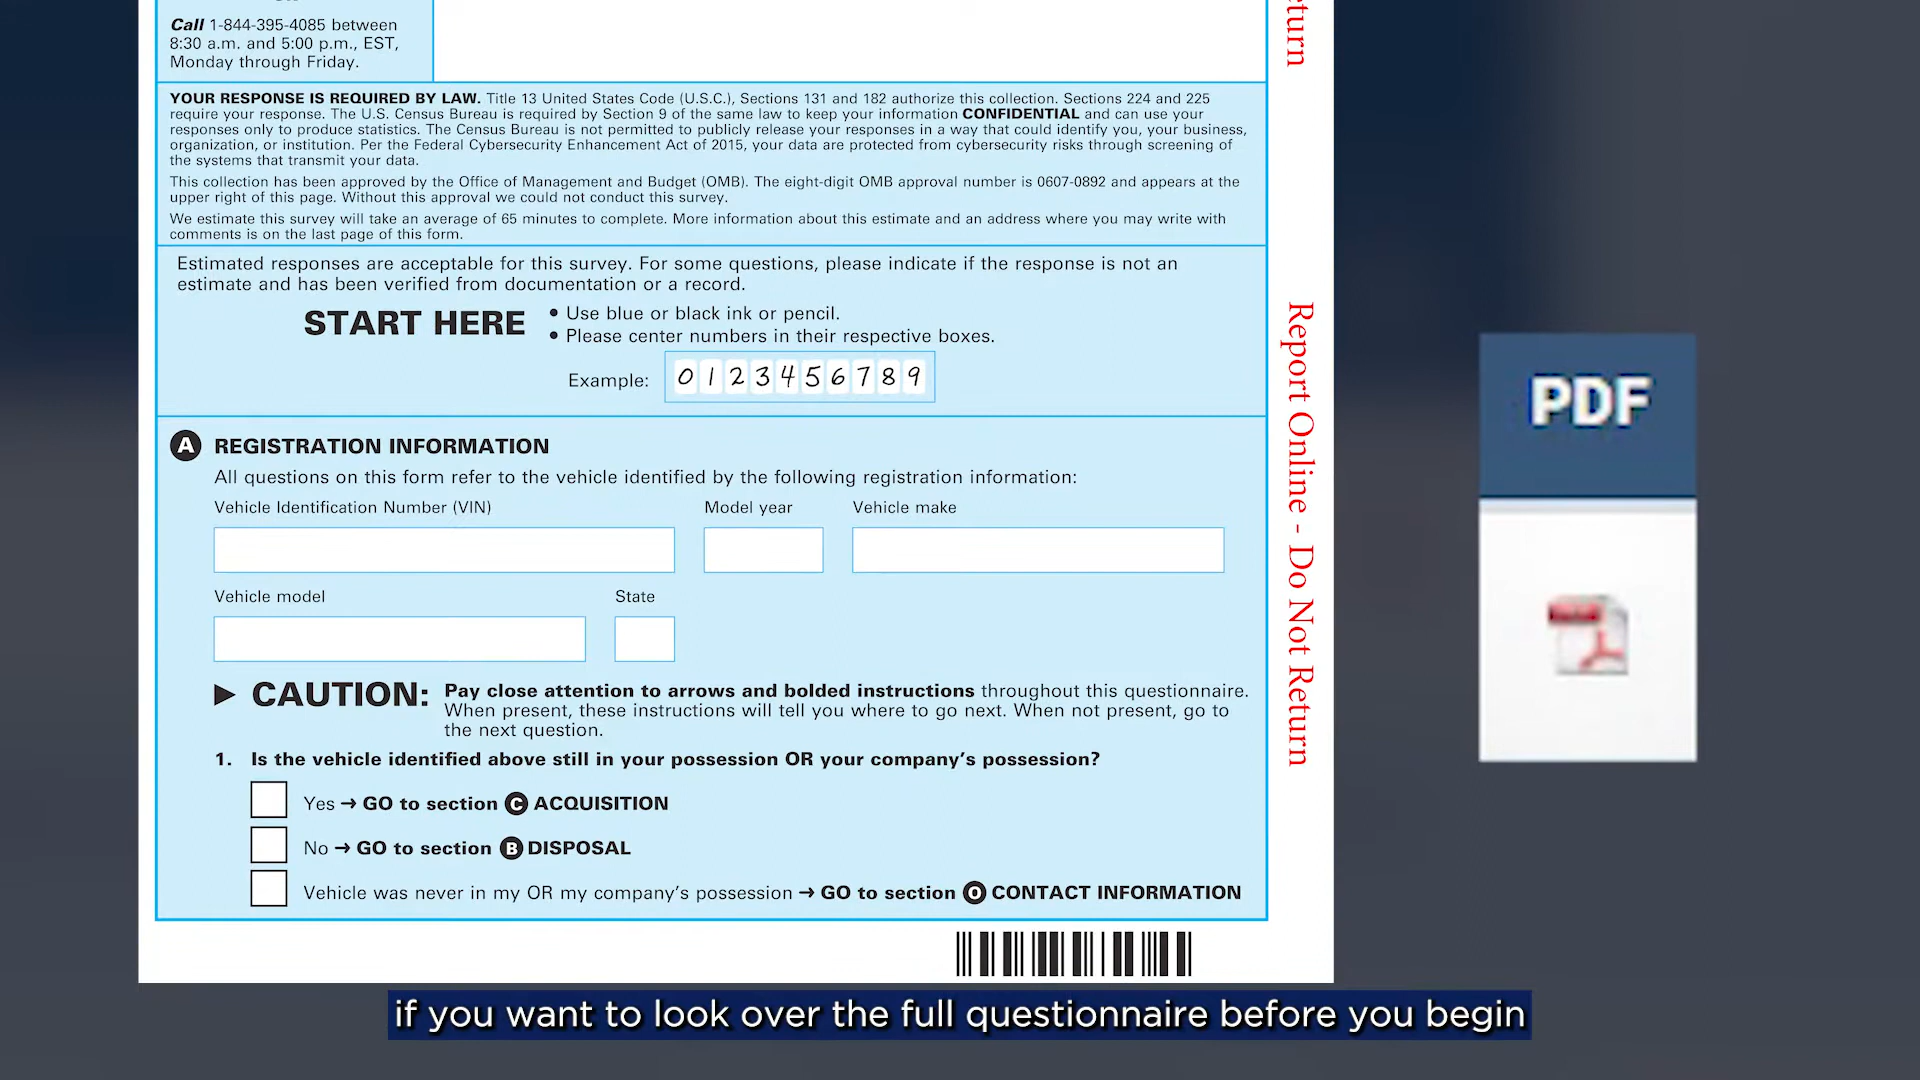 Call 1-844-395-4085 between
8:30 a.m. and 5:00 p.m., EST,
Monday through Friday.
YOUR RESPONSE IS REQUIRED BY LAW. Title 13 United States Code (U.S.C.), Sections 131 and 182 authorize this collection. Sections 224 and 225
require your response. The U.S. Census Bureau is required by Section 9 of the same law to keep your information CONFIDENTIAL and can use your
responses only to produce statistics. The Census Bureau is not permitted to publicly release your responses in a way that could identify you, your business,
organization, or institution. Per the Federal Cybersecurity Enhancement Act of 2015, your data are protected from cybersecurity risks through screening of
the systems that transmit your data.
This collection has been approved by the Office of Management and Budget (OMB). The eight-digit OMB approval number is 0607-0892 and appears at the
upper right of this page. Without this approval we could not conduct this survey.
We estimate this survey will take an average of 65 minutes to complete. More information about this estimate and an address where you may write with
comments is on the last page of this form.
Estimated responses are acceptable for this survey. For some questions, please indicate if the response is not an
estimate and has been verified from documentation or a record.
START HERE
• Use blue or black ink or pencil.
• Please center numbers in their respective boxes.
Example: 0 1 2 3 4 5 6 7 8 9
A REGISTRATION INFORMATION
All questions on this form refer to the vehicle identified by the following registration information:
Vehicle Identification Number (VIN) Model year Vehicle make
Vehicle model State
► CAUTION: Pay close attention to arrows and bolded instructions throughout this questionnaire.
When present, these instructions will tell you where to go next. When not present, go to
the next question.
1. Is the vehicle identified above still in your possession OR your company's possession?
Yes → GO to section C ACQUISITION
No → GO to section B DISPOSAL
Vehicle was never in my OR my company's possession → GO to section O CONTACT INFORMATION
Report Online - Do Not Return
PDF
if you want to look over the full questionnaire before you begin